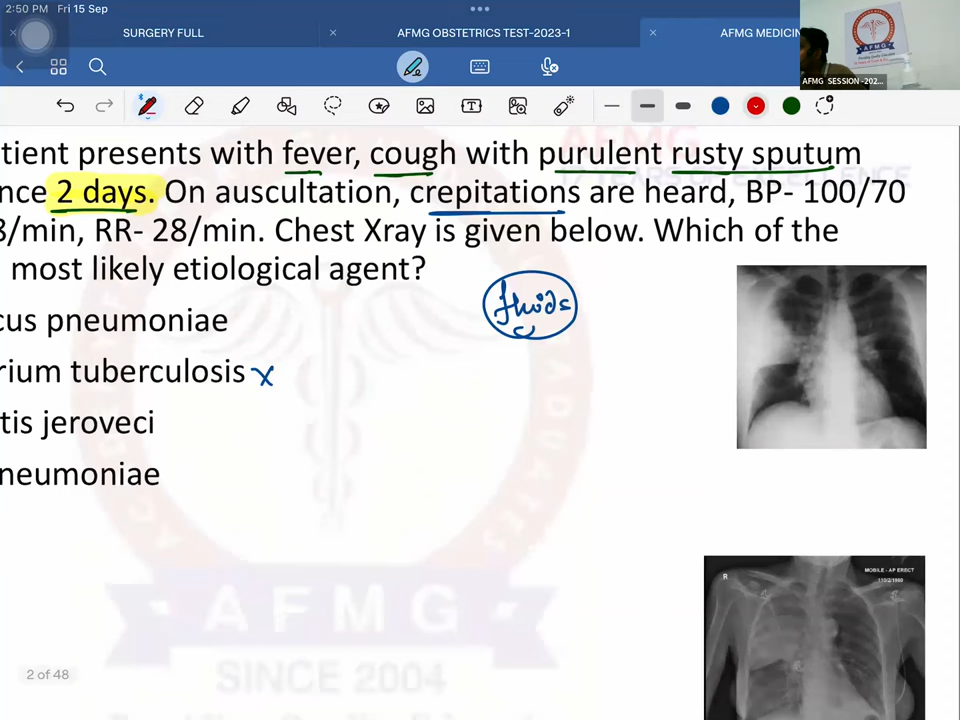 2:50 PM Fri 15 Sep
SURGERY FULL
AFMG OBSTETRICS TEST-2023-1
AFMG MEDICIN
AFMG
AFMG SESSION -202...
tient presents with fever, cough with purulent rusty sputum
nce 2 days. On auscultation, crepitations are heard, BP- 100/70
8/min, RR- 28/min. Chest Xray is given below. Which of the
most likely etiological agent?
fluids
cus pneumoniae
rium tuberculosis x
tis jeroveci
neumoniae
R
MOBILE - AP ERECT
AFMG
SINCE 2004
2 of 48